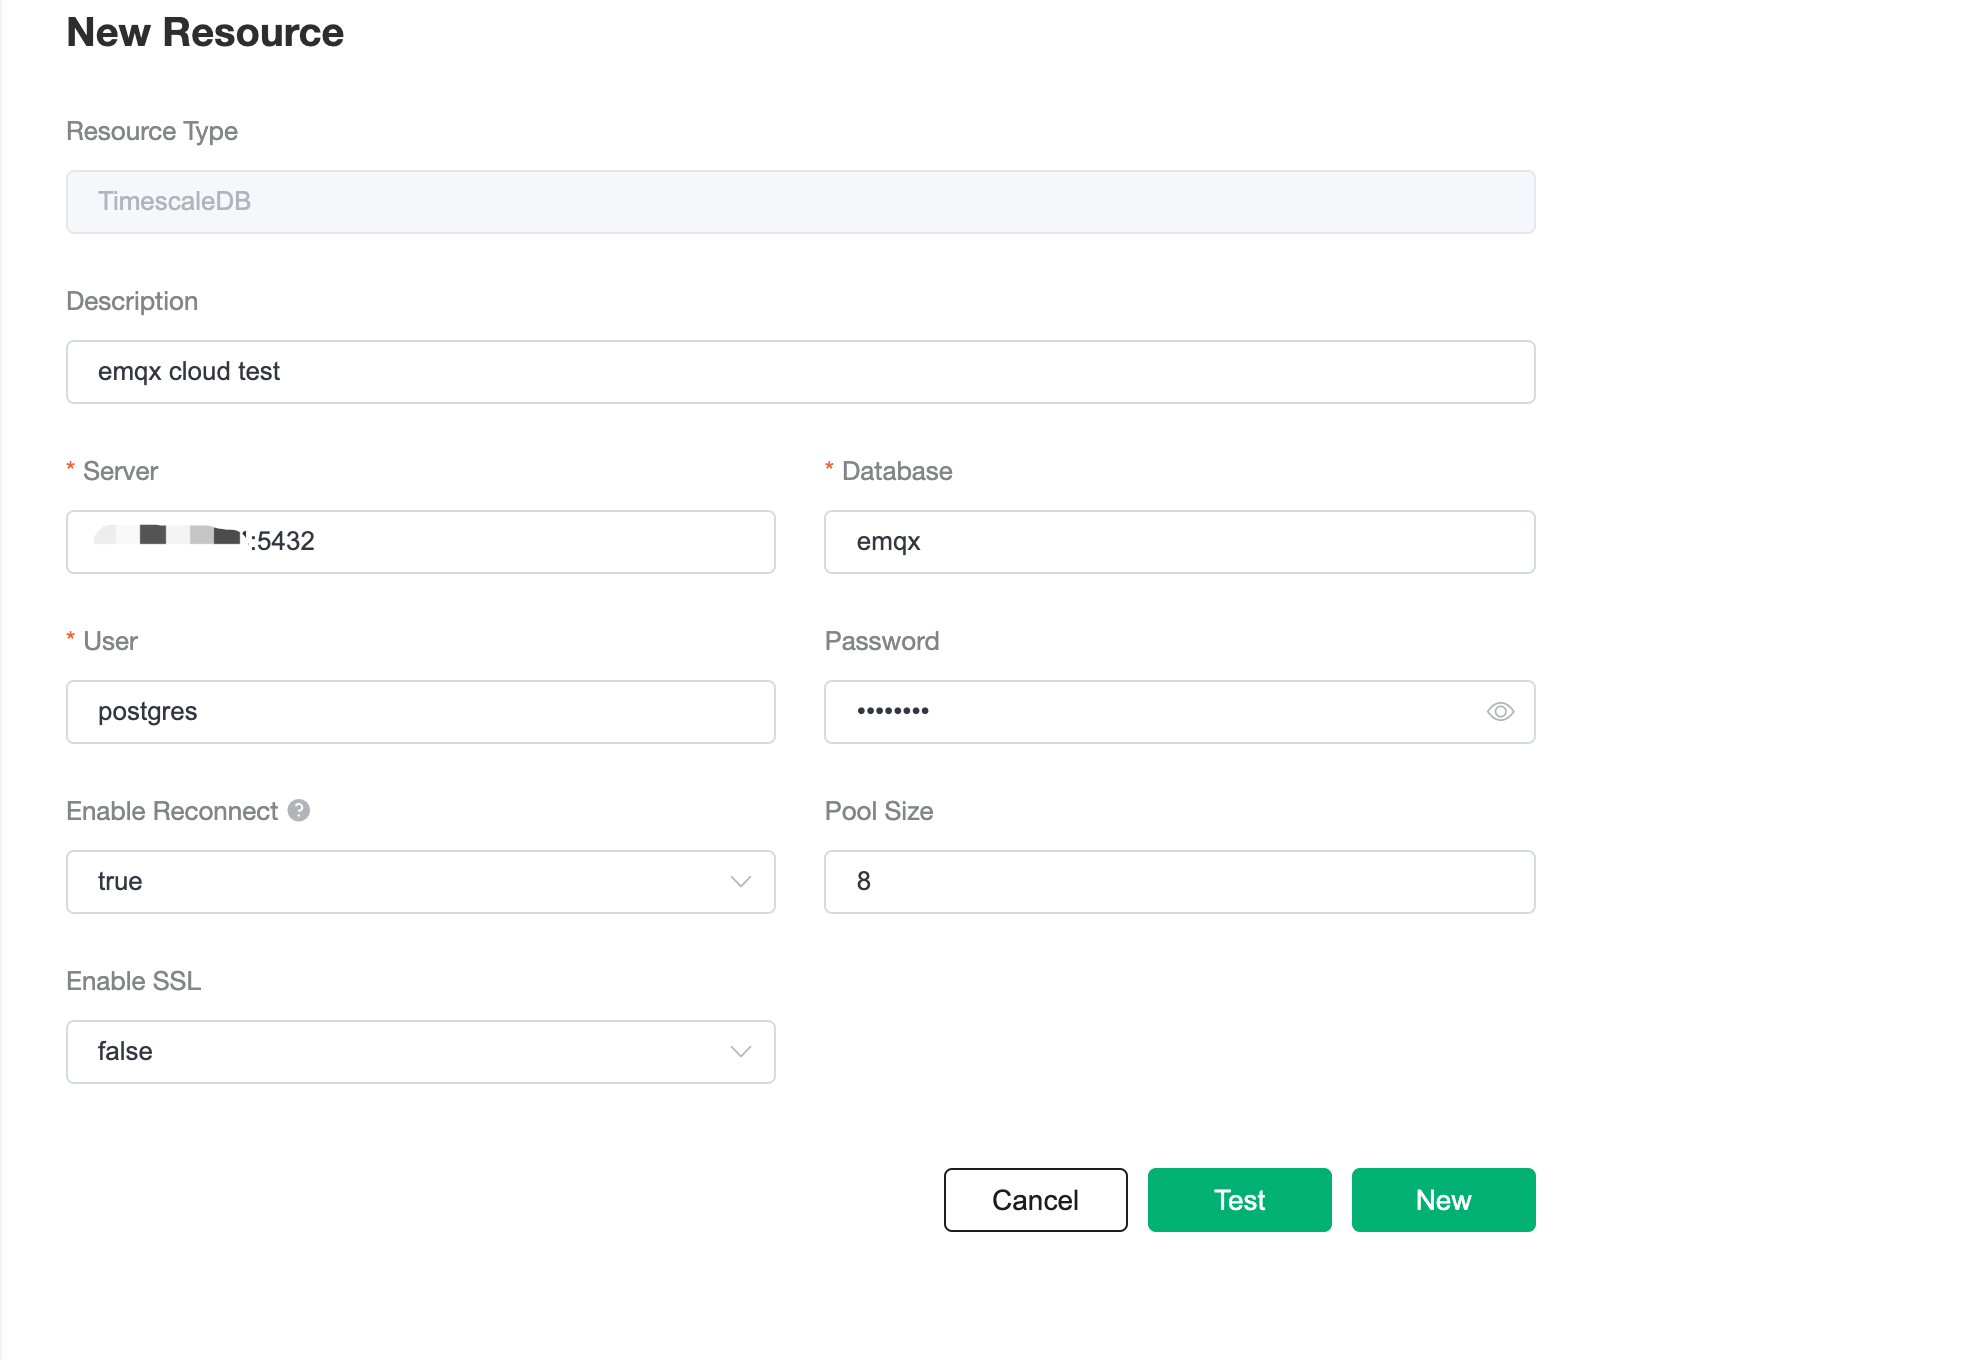 New Resource
Resource Type
TimescaleDB
Description
emqx cloud test
* Server
* Database
:5432
emqx
* User
Password
postgres
••••••••
Enable Reconnect ?
Pool Size
true
8
Enable SSL
false
Cancel
Test
New